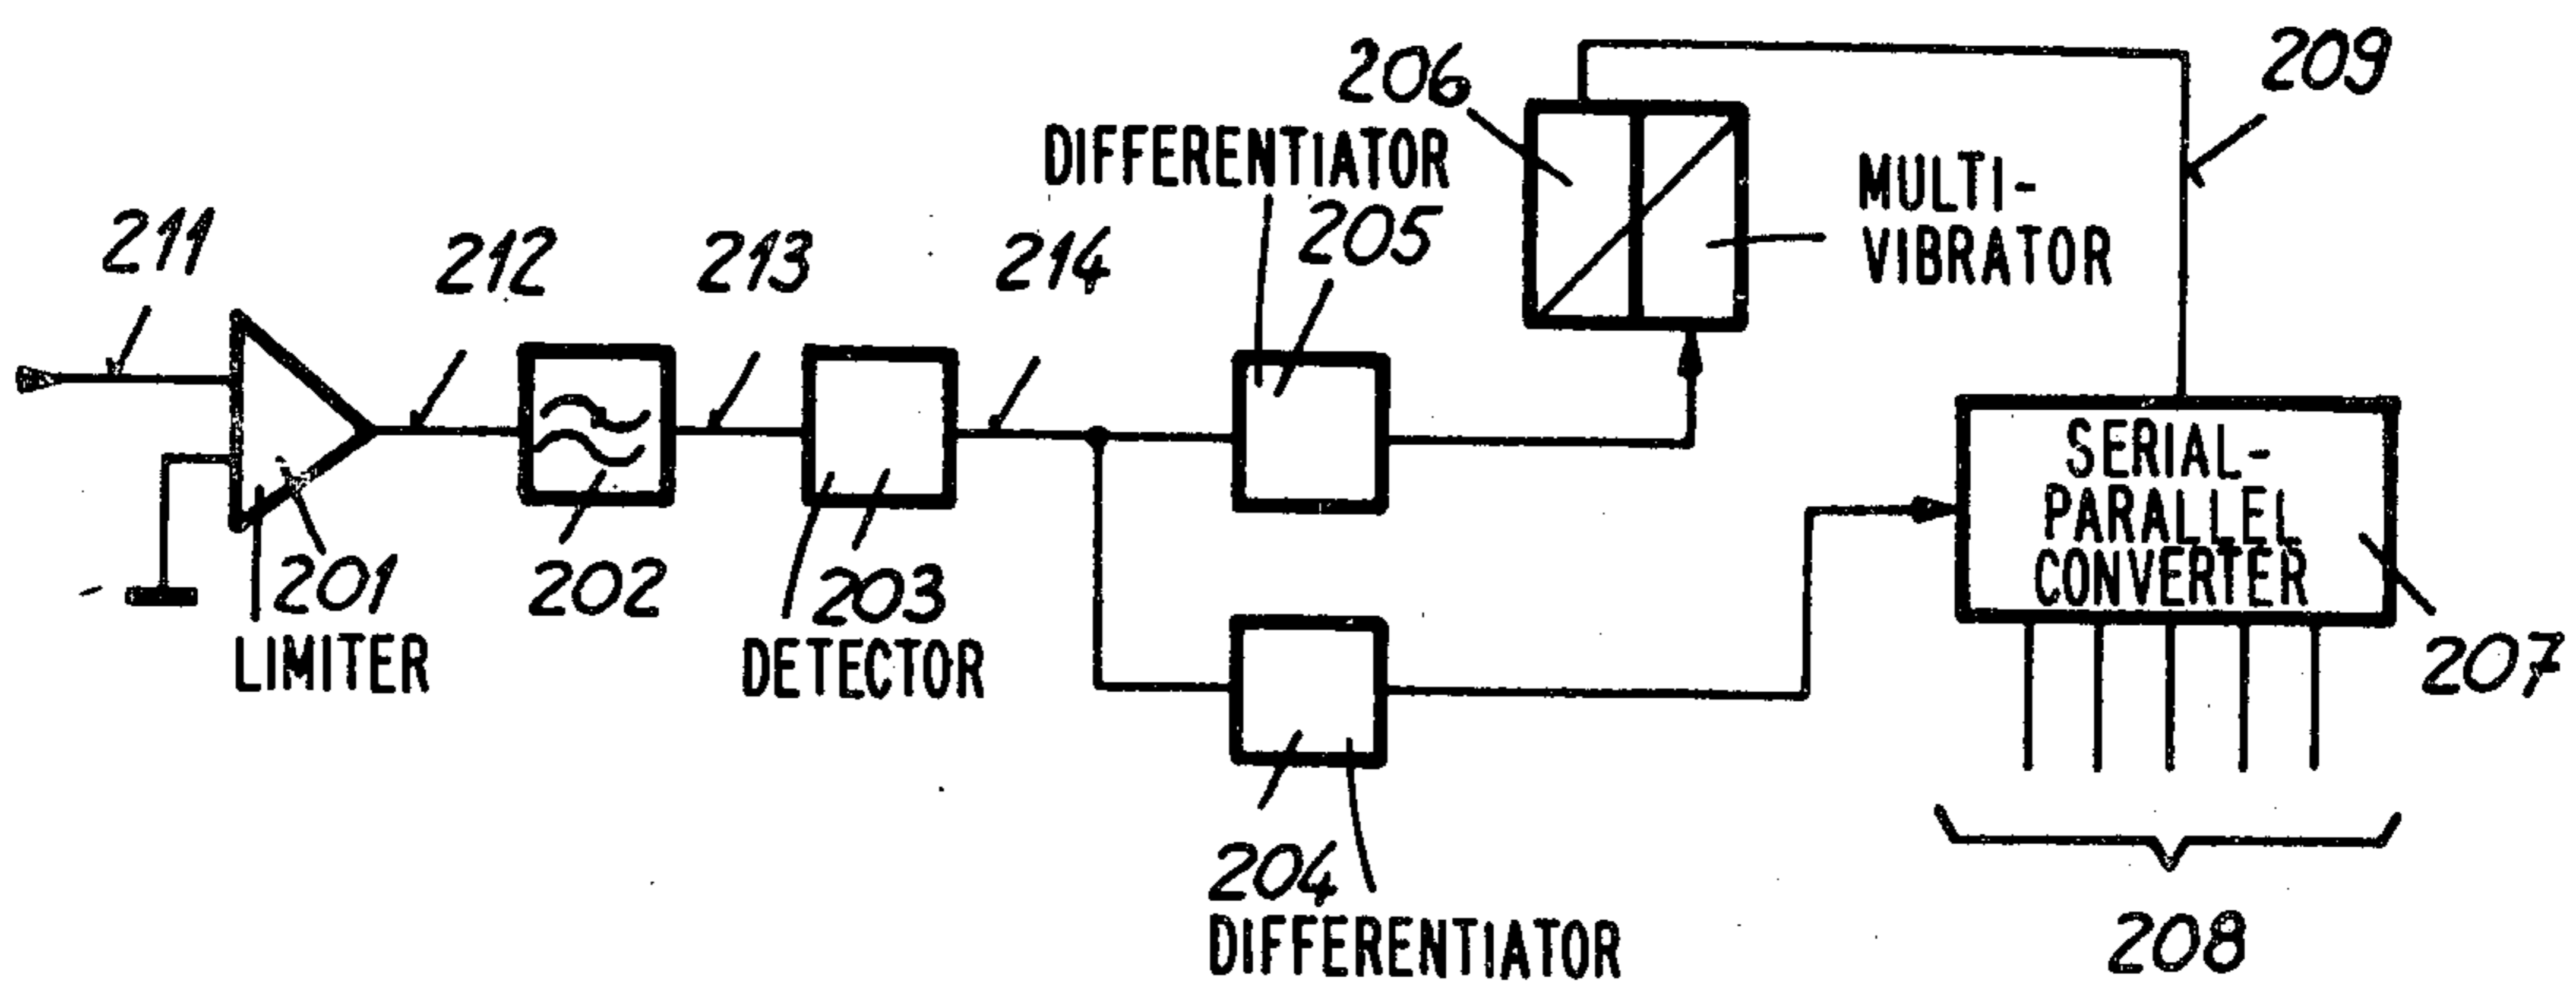 206
209
DIFFERENTIATOR
205
MULTI-
VIBRATOR
211
212
213
214
201
LIMITER
202
203
DETECTOR
SERIAL-
PARALLEL
CONVERTER
207
204
DIFFERENTIATOR
208